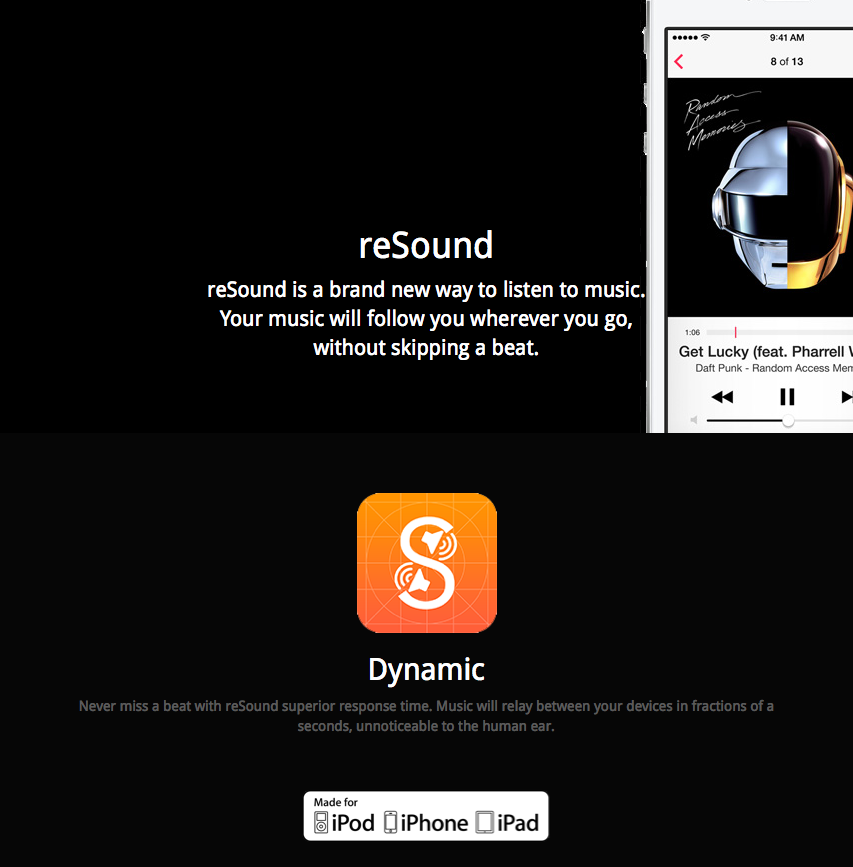 9:41 AM
8 of 13
Random
Access
Memories
reSound
reSound is a brand new way to listen to music.
Your music will follow you wherever you go,
without skipping a beat.
1:06
Get Lucky (feat. Pharrell W
Daft Punk - Random Access Mem
Dynamic
Never miss a beat with reSound superior response time. Music will relay between your devices in fractions of a
seconds, unnoticeable to the human ear.
Made for
iPod iPhone iPad